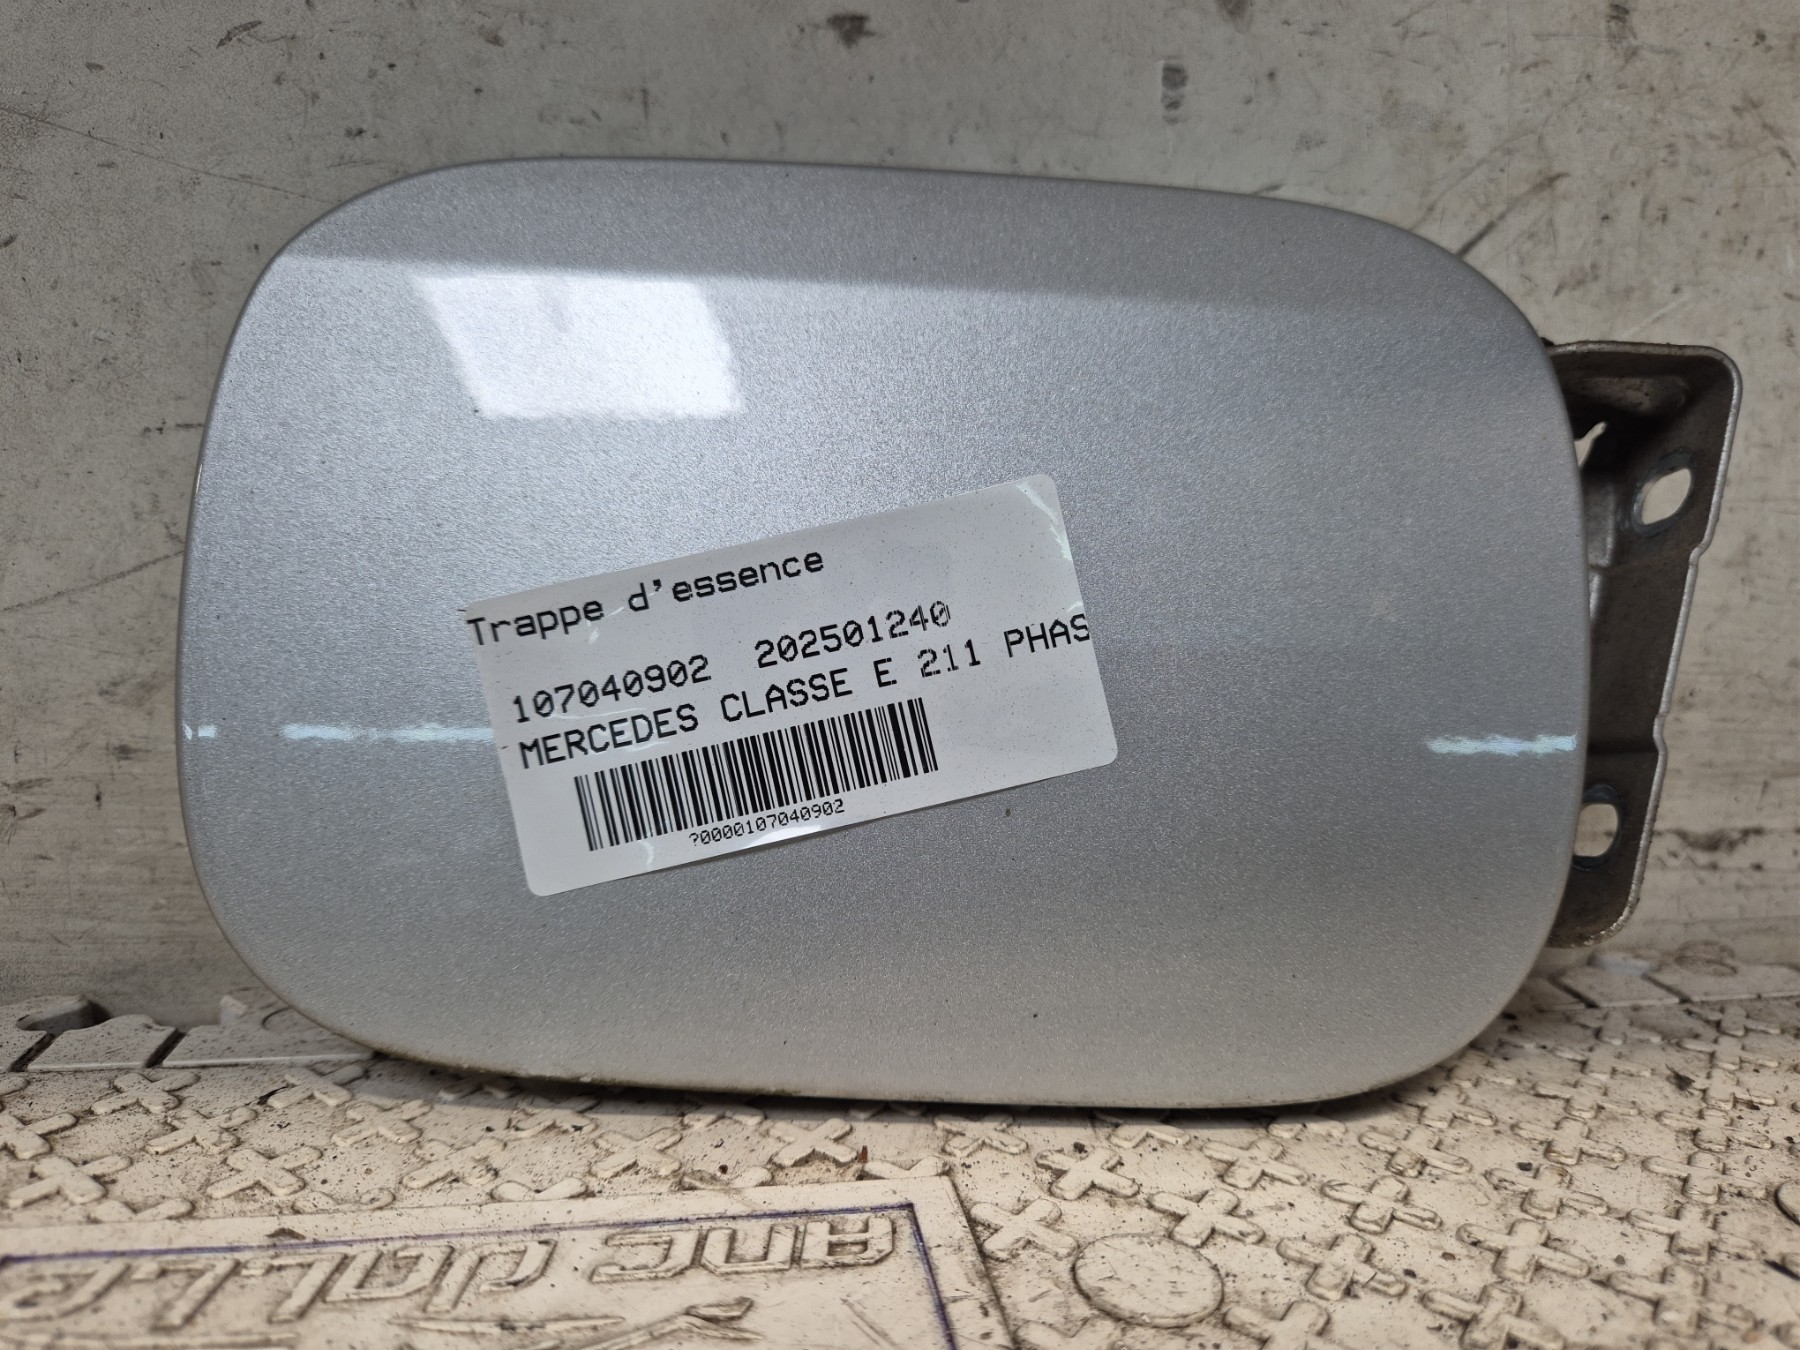 Trappe d'essence
107040902 202501240
MERCEDES CLASSE E 211 PHAS
?0000107040902